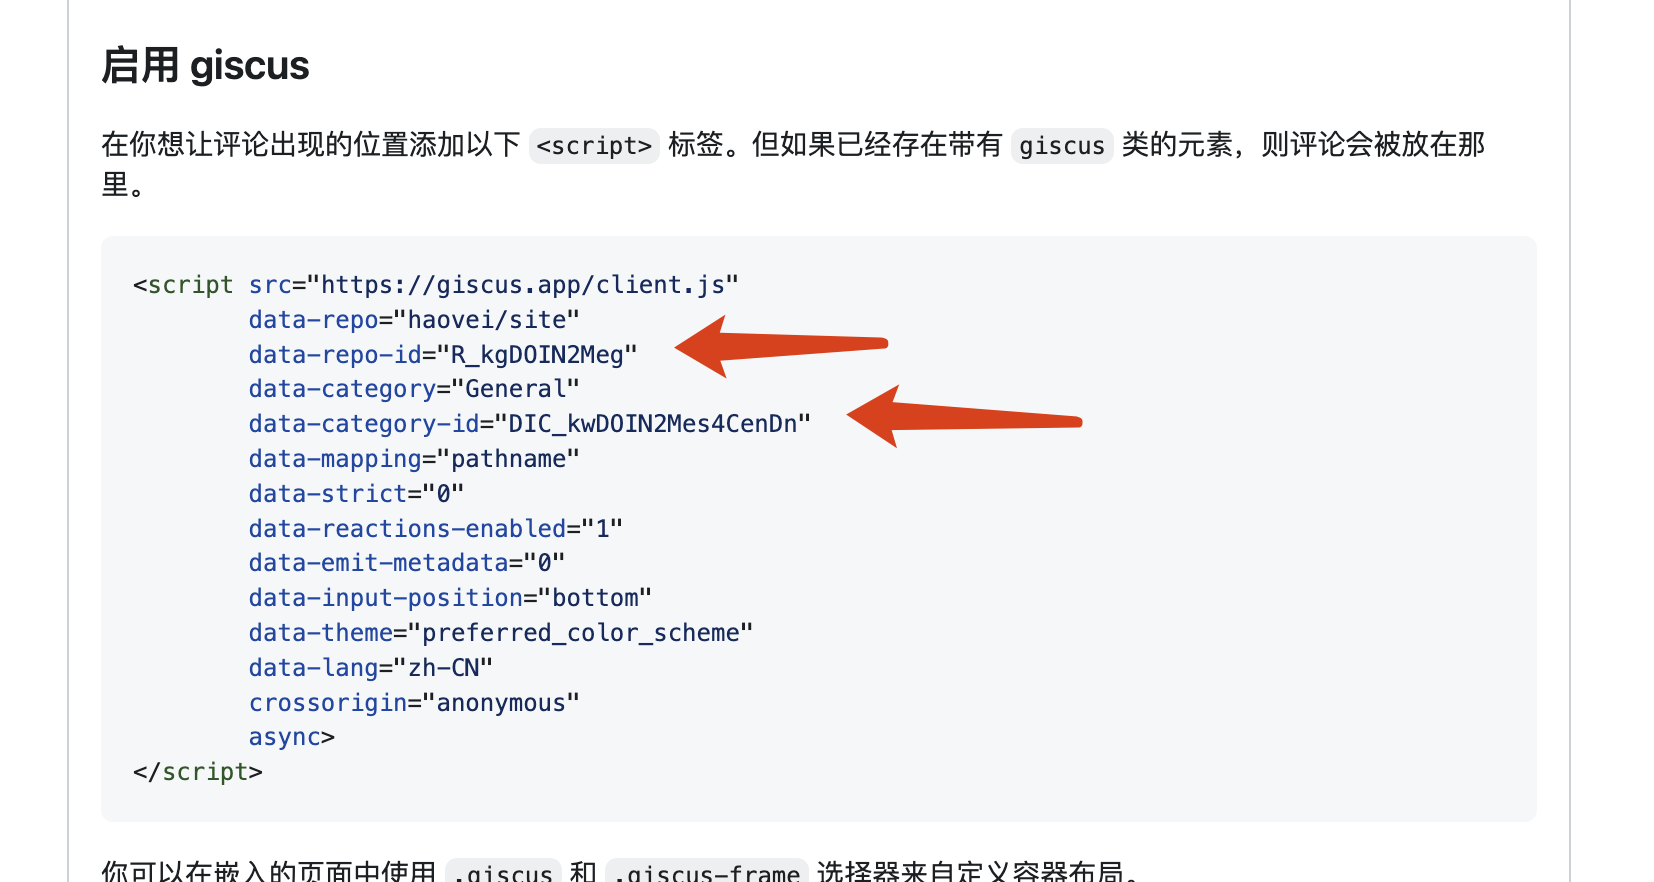 启用 giscus
在你想让评论出现的位置添加以下 <script> 标签。但如果已经存在带有 giscus 类的元素，则评论会被放在那
里。
<script src="https://giscus.app/client.js"
        data-repo="haovei/site"
        data-repo-id="R_kgDOIN2Meg"
        data-category="General"
        data-category-id="DIC_kwDOIN2Mes4CenDn"
        data-mapping="pathname"
        data-strict="0"
        data-reactions-enabled="1"
        data-emit-metadata="0"
        data-input-position="bottom"
        data-theme="preferred_color_scheme"
        data-lang="zh-CN"
        crossorigin="anonymous"
        async>
</script>
你可以在嵌入的页面中使用 .giscus 和 .giscus-frame 选择器来自定义容器布局。